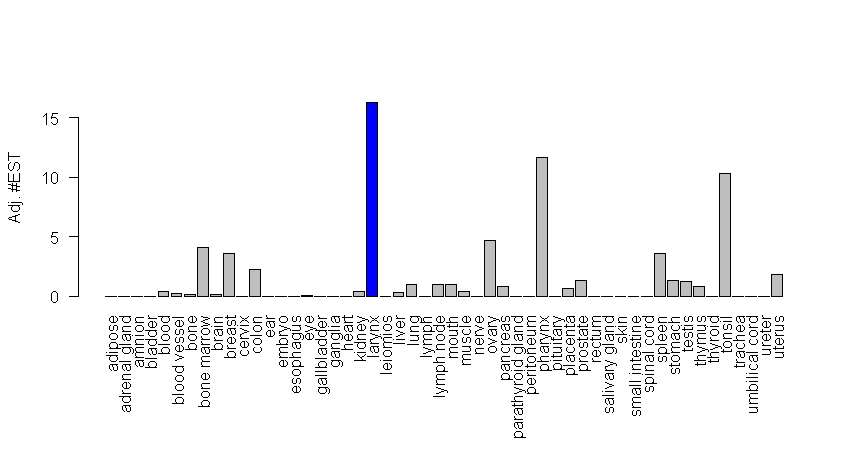 Adj. #EST
15
10
5
0
adipose
adrenal gland
amnion
bladder
blood
blood vessel
bone
bone marrow
brain
breast
cervix
colon
ear
embryo
esophagus
eye
gallbladder
ganglia
heart
kidney
larynx
leiomios
liver
lung
lymph
lymph node
mouth
muscle
nerve
ovary
pancreas
parathyroid gland
peritoneum
pharynx
pituitary
placenta
prostate
rectum
salivary gland
skin
small intestine
spinal cord
spleen
stomach
testis
thymus
thyroid
tonsil
trachea
umbilical cord
ureter
uterus